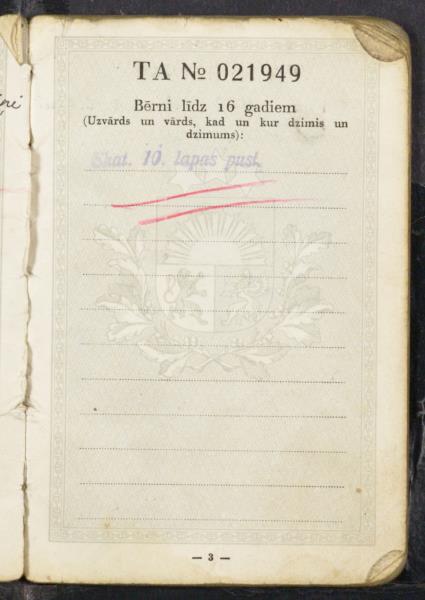 TA № 021949
Bērni līdz 16 gadiem
(Uzvārds un vārds, kad un kur dzimis un
dzimums):
Skat. 10. lapas pusi.
— 3 —